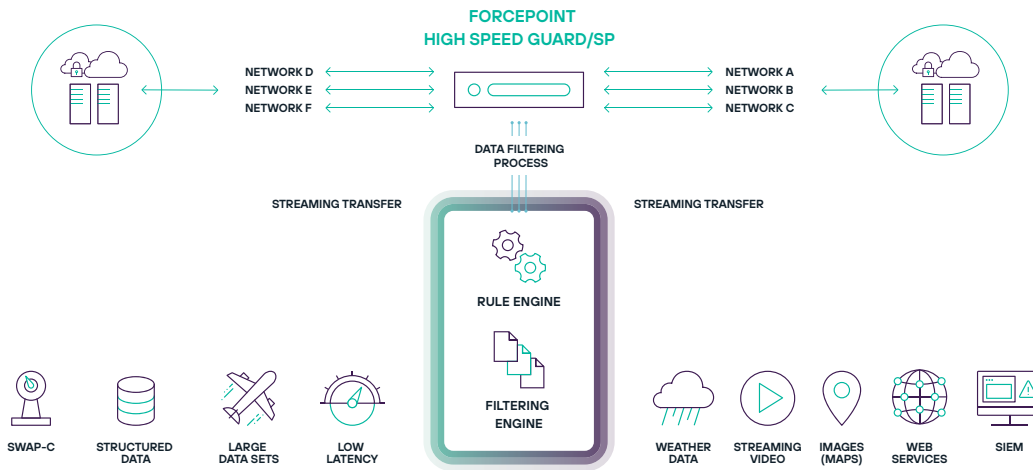 FORCEPOINT
HIGH SPEED GUARD/SP
NETWORK D
NETWORK E
NETWORK F
NETWORK A
NETWORK B
NETWORK C
DATA FILTERING
PROCESS
STREAMING TRANSFER
STREAMING TRANSFER
RULE ENGINE
FILTERING
ENGINE
SWAP-C
STRUCTURED
DATA
LARGE
DATA SETS
LOW
LATENCY
WEATHER
DATA
STREAMING
VIDEO
IMAGES
(MAPS)
WEB
SERVICES
SIEM